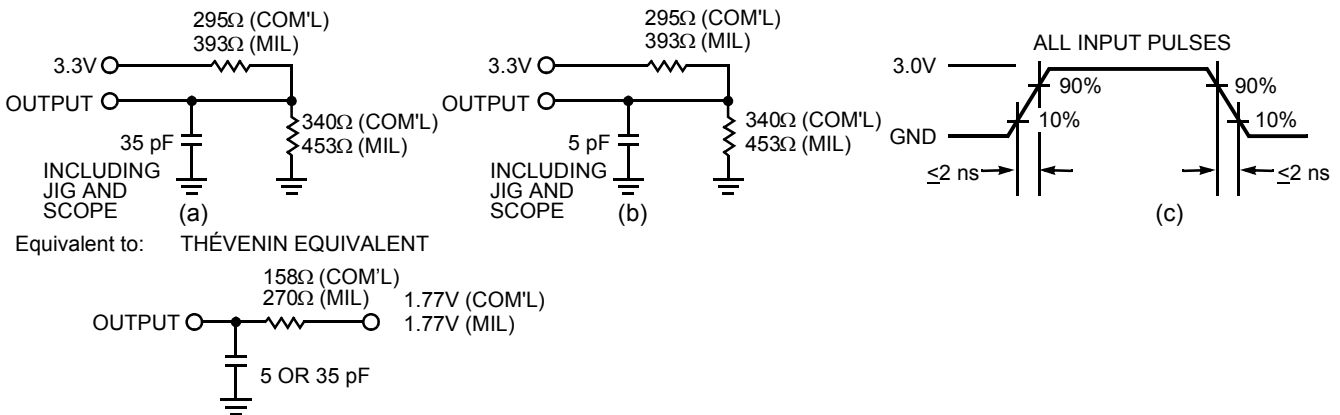 295Ω (COM'L)
393Ω (MIL)
3.3V
OUTPUT
35 pF
340Ω (COM'L)
453Ω (MIL)
INCLUDING
JIG AND
SCOPE
(a)
295Ω (COM'L)
393Ω (MIL)
3.3V
OUTPUT
5 pF
340Ω (COM'L)
453Ω (MIL)
INCLUDING
JIG AND
SCOPE
(b)
ALL INPUT PULSES
3.0V
90%
90%
10%
10%
GND
≤2 ns
≤2 ns
(c)
Equivalent to: THÉVENIN EQUIVALENT
158Ω (COM'L)
270Ω (MIL)
1.77V (COM'L)
1.77V (MIL)
OUTPUT
5 OR 35 pF